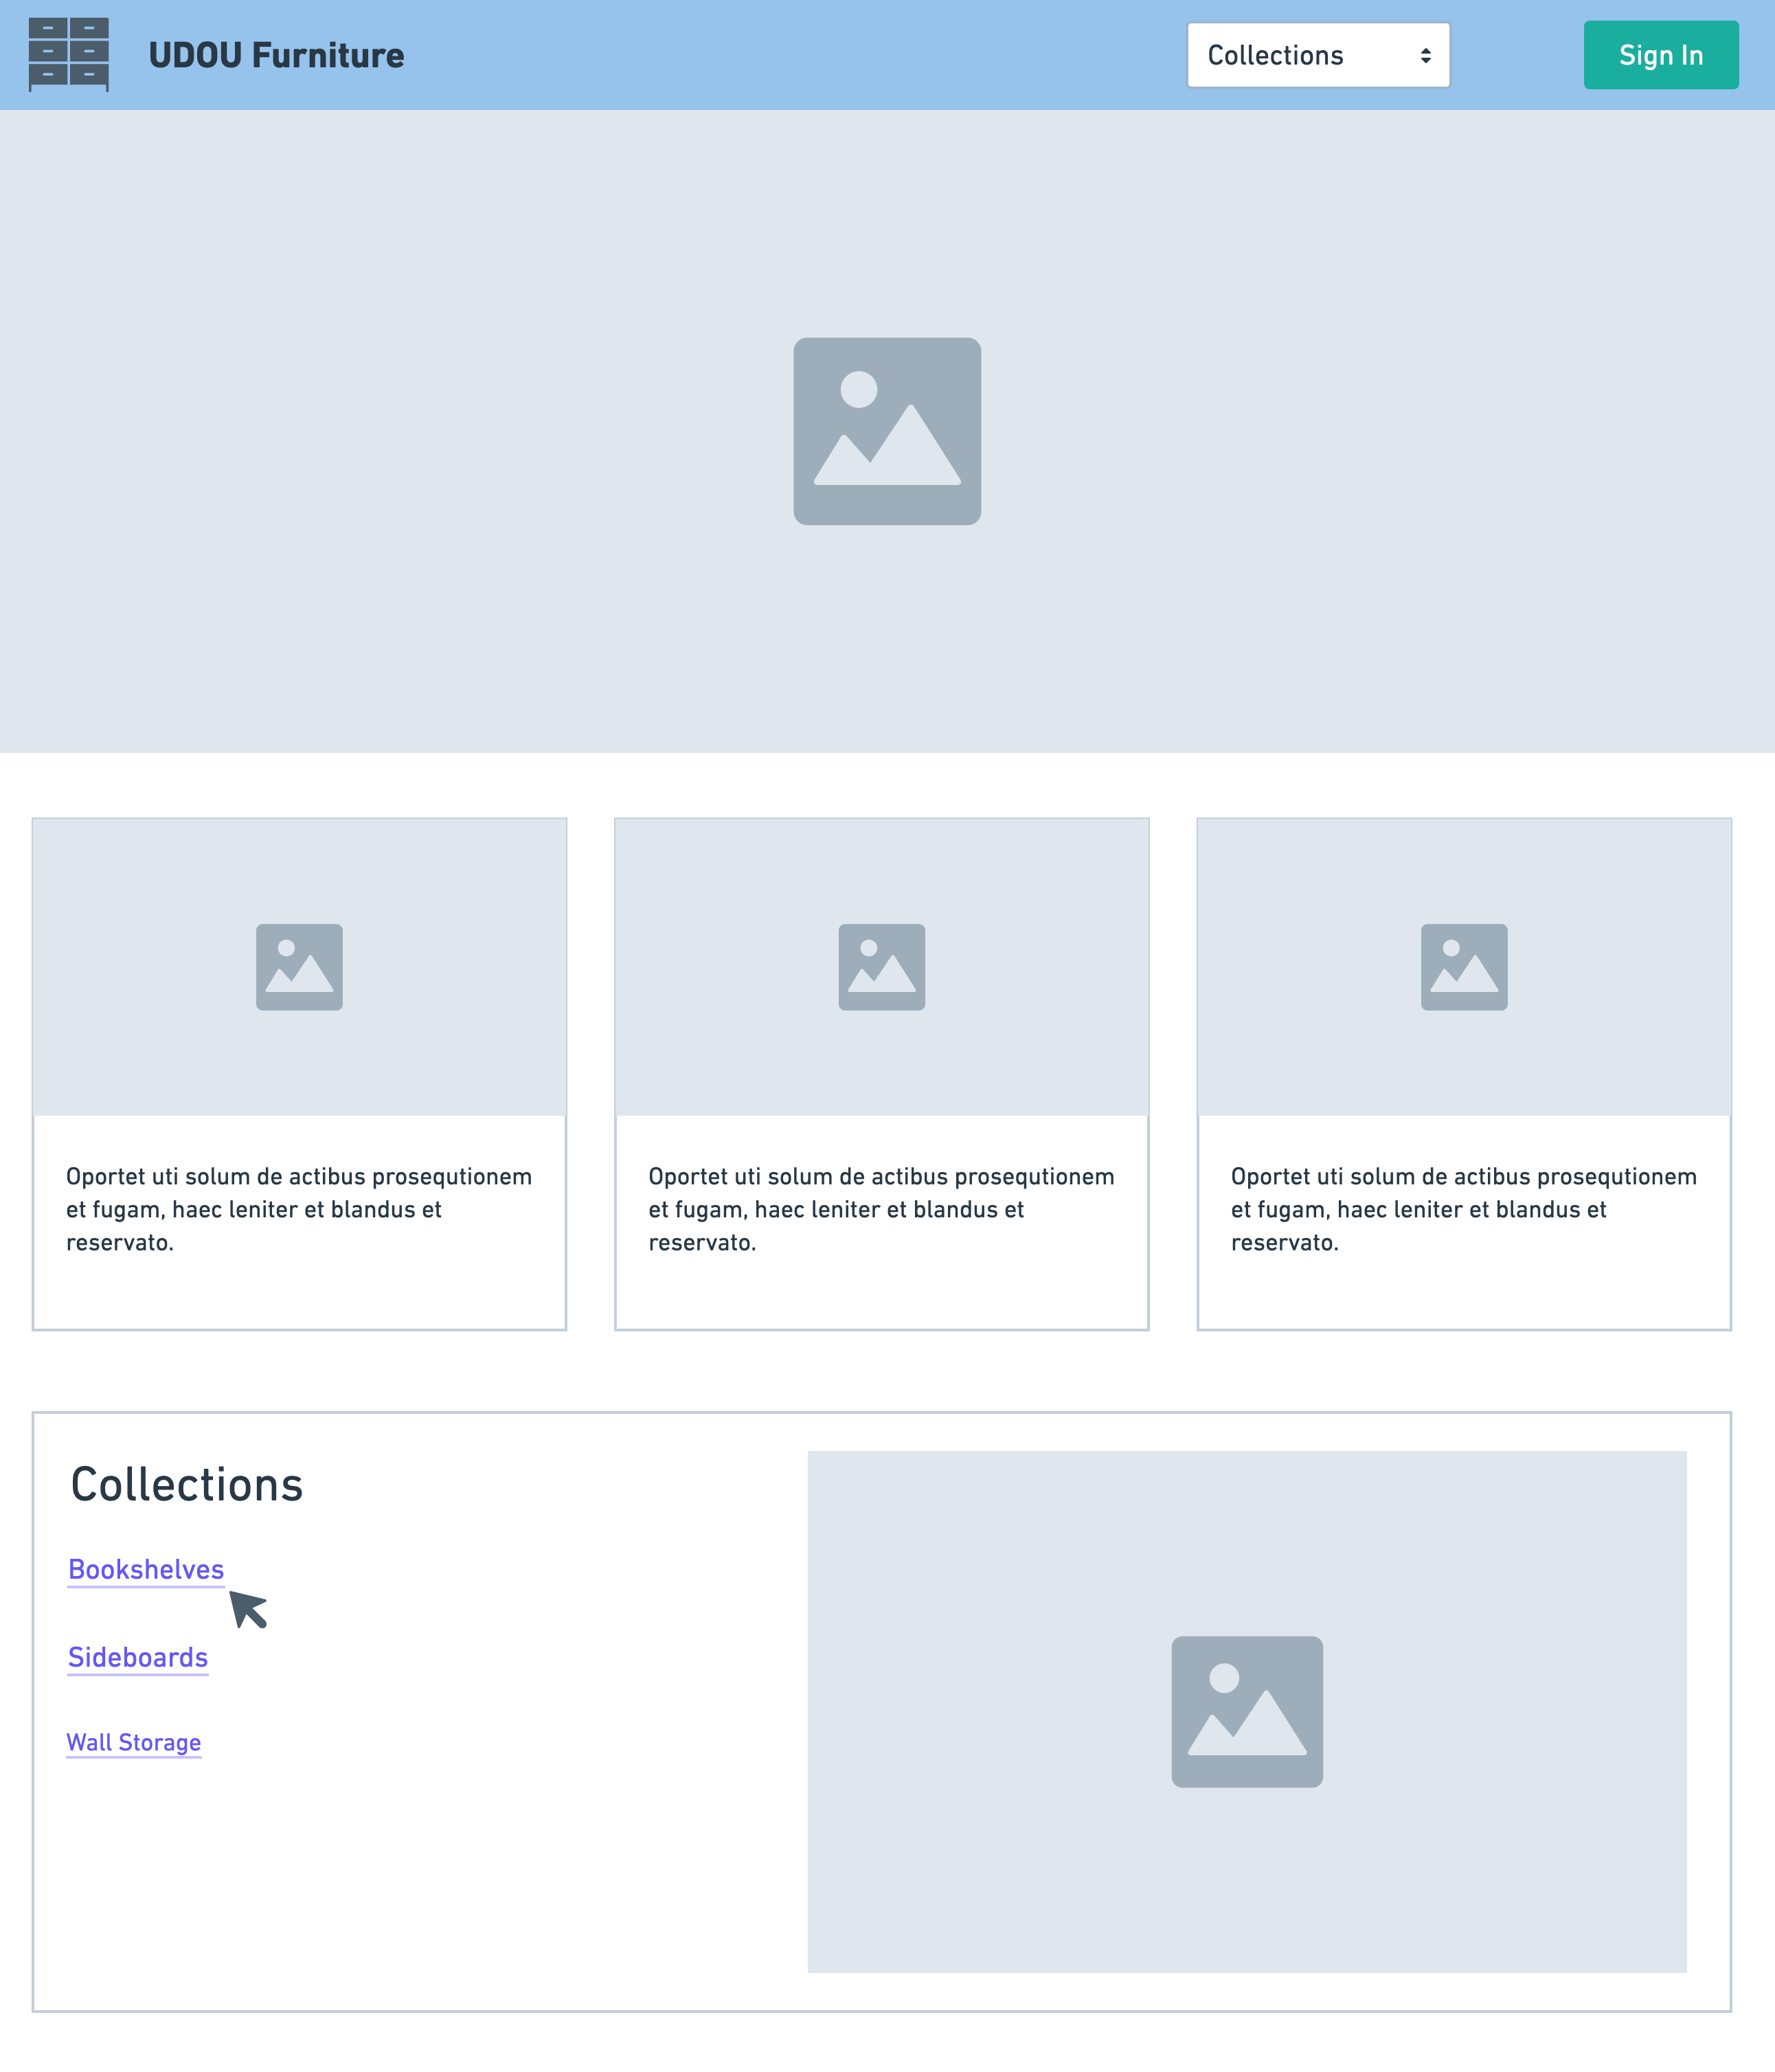 UDOU Furniture
Collections
Sign In
Oportet uti solum de actibus prosequtionem
et fugam, haec leniter et blandus et
reservato.
Oportet uti solum de actibus prosequtionem
et fugam, haec leniter et blandus et
reservato.
Oportet uti solum de actibus prosequtionem
et fugam, haec leniter et blandus et
reservato.
Collections
Bookshelves
Sideboards
Wall Storage